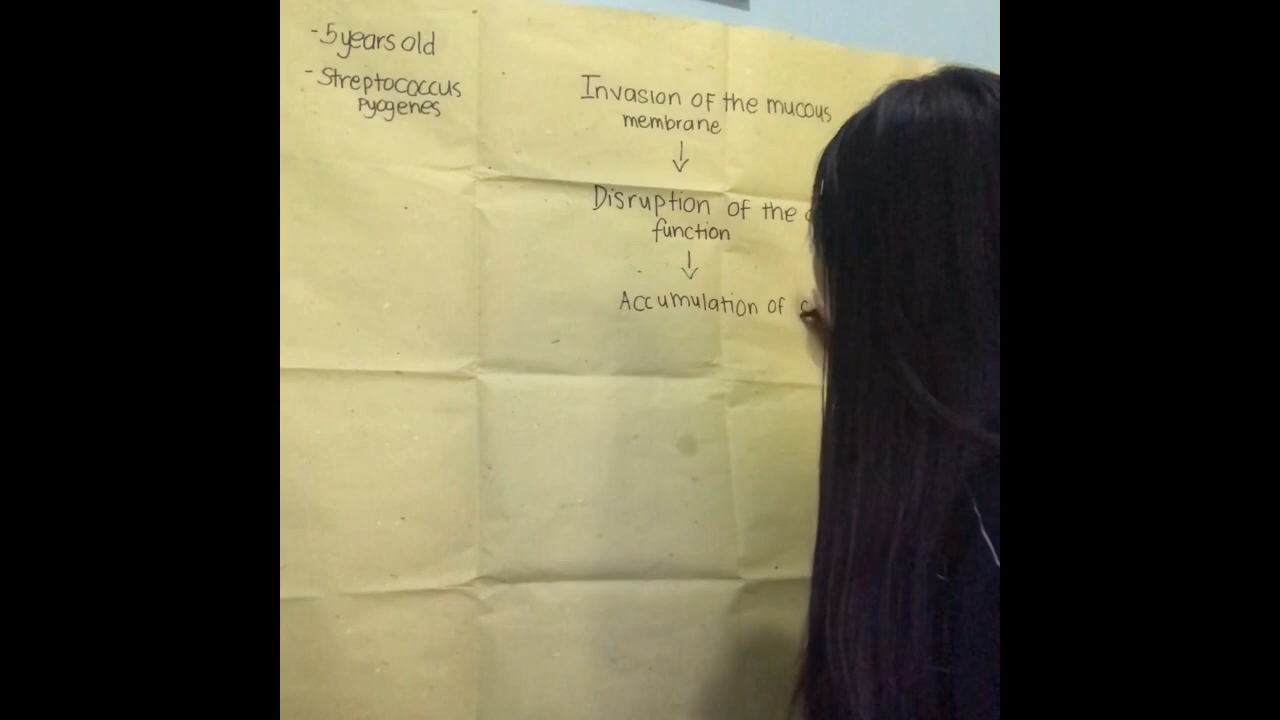 - 5 years old
- Streptococcus
Pyogenes
Invasion of the mucous
membrane
↓
Disruption of the
function
↓
Accumulation of